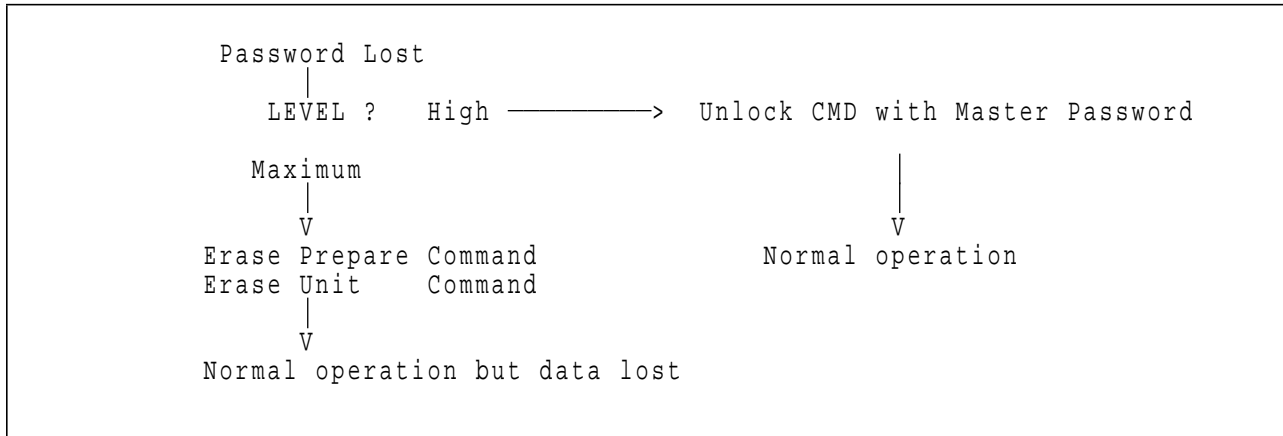 Password Lost
LEVEL ? High ─────────> Unlock CMD with Master Password
Maximum
V V
Erase Prepare Command Normal operation
Erase Unit Command
V
Normal operation but data lost